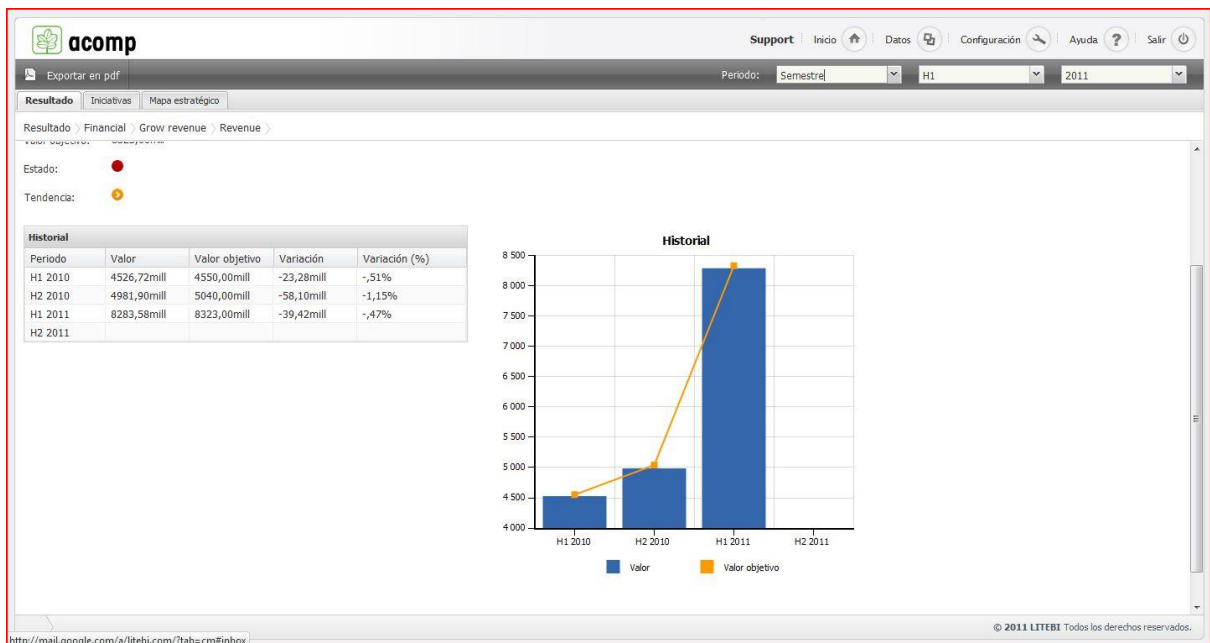 acomp
Support Inicio Datos Configuración Ayuda ? Salir
Exportar en pdf Periodo: Semestre H1 2011
Resultado Iniciativas Mapa estratégico
Resultado Financial Grow revenue Revenue
Valor objetivo: 8323,00mill
Estado:
Tendencia:
Historial
Periodo Valor Valor objetivo Variación Variación (%)
H1 2010 4526,72mill 4550,00mill -23,28mill -,51%
H2 2010 4981,90mill 5040,00mill -58,10mill -1,15%
H1 2011 8283,58mill 8323,00mill -39,42mill -,47%
H2 2011
Historial
8 500
8 000
7 500
7 000
6 500
6 000
5 500
5 000
4 500
4 000
H1 2010 H2 2010 H1 2011 H2 2011
Valor Valor objetivo
© 2011 LITEBI Todos los derechos reservados.
http://mail.google.com/a/litebi.com/?tab=cm#inbox